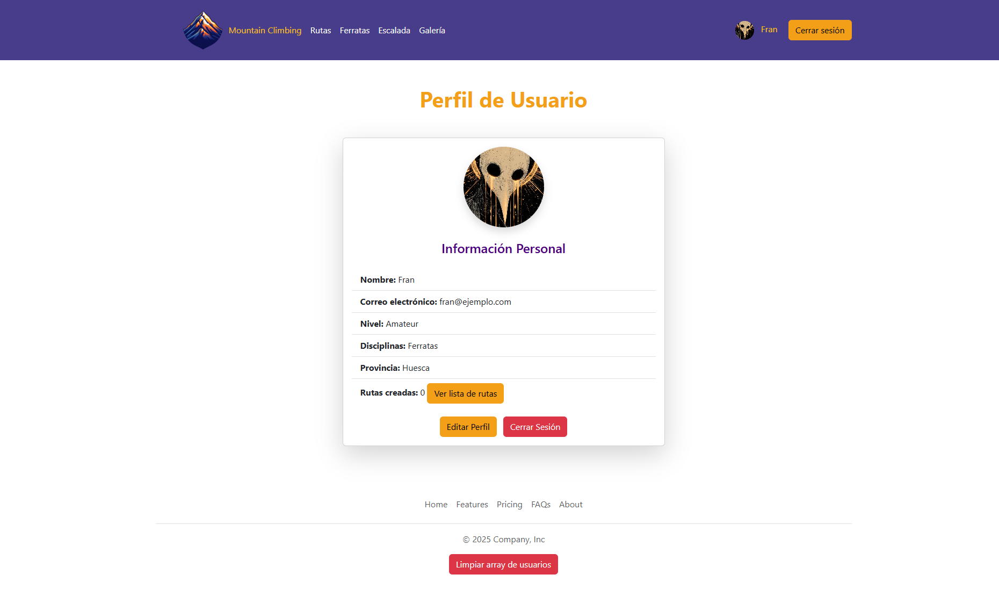 Mountain Climbing Rutas Ferratas Escalada Galería Fran Cerrar sesión
Perfil de Usuario
Información Personal
Nombre: Fran
Correo electrónico: fran@ejemplo.com
Nivel: Amateur
Disciplinas: Ferratas
Provincia: Huesca
Rutas creadas: 0 Ver lista de rutas
Editar Perfil Cerrar Sesión
Home Features Pricing FAQs About
© 2025 Company, Inc
Limpiar array de usuarios